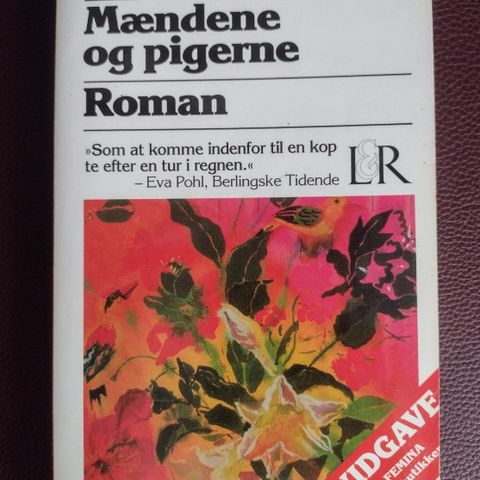 Mændene
og pigerne
Roman
»Som at komme indenfor til en kop
te efter en tur i regnen.«
– Eva Pohl, Berlingske Tidende
L&R
FEMINA